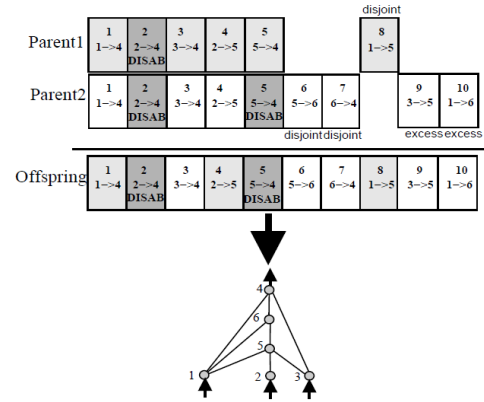 disjoint
Parent1
1 2 3 4 5 8
1->4 2->4 3->4 2->5 5->4 1->5
DISAB
Parent2
1 2 3 4 5 6 7 9 10
1->4 2->4 3->4 2->5 5->4 5->6 6->4 3->5 1->6
DISAB DISAB
disjoint disjoint excess excess
Offspring
1 2 3 4 5 6 7 8 9 10
1->4 2->4 3->4 2->5 5->4 5->6 6->4 1->5 3->5 1->6
DISAB DISAB
4
6
5
1 2 3